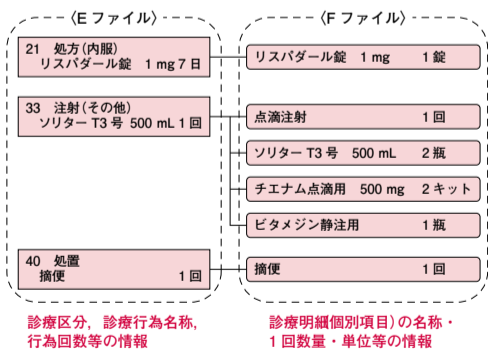 〈Eファイル〉
21 処方(内服)
リスパダール錠 1 mg 7日
33 注射(その他)
ソリターT3号 500 mL 1回
40 処置
摘便 1回
診療区分，診療行為名称，
行為回数等の情報
〈Fファイル〉
リスパダール錠 1 mg 1錠
点滴注射 1回
ソリターT3号 500 mL 2瓶
チエナム点滴用 500 mg 2キット
ビタメジン静注用 1瓶
摘便 1回
診療明細(個別項目)の名称・
1回数量・単位等の情報